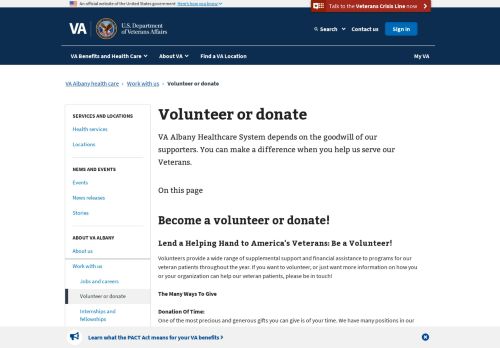 An official website of the United States government Here's how you know
Talk to the Veterans Crisis Line now
VA
U.S. Department
of Veterans Affairs
Search
Contact us
Sign in
VA Benefits and Health Care
About VA
Find a VA Location
My VA
VA Albany health care › Work with us › Volunteer or donate
SERVICES AND LOCATIONS
Health services
Locations
NEWS AND EVENTS
Events
News releases
Stories
ABOUT VA ALBANY
About us
Work with us
Jobs and careers
Volunteer or donate
Internships and
fellowships
Volunteer or donate
VA Albany Healthcare System depends on the goodwill of our
supporters. You can make a difference when you help us serve our
Veterans.
On this page
Become a volunteer or donate!
Lend a Helping Hand to America's Veterans: Be a Volunteer!
Volunteers provide a wide range of supplemental support and financial assistance to programs for our
veteran patients throughout the year. If you want to volunteer, or just want more information on how you
or your organization can help our veteran patients, please be in touch!
The Many Ways To Give
Donation Of Time:
One of the most precious and generous gifts you can give is of your time. We have many positions in our
Learn what the PACT Act means for your VA benefits